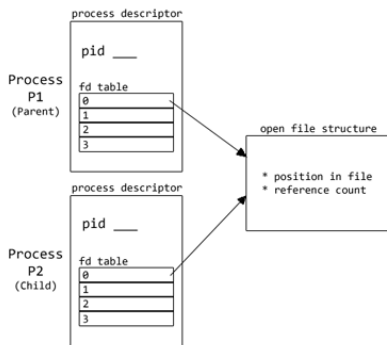 process descriptor
pid ___
Process
P1
(Parent)
fd table
0
1
2
3
open file structure
* position in file
* reference count
process descriptor
pid ___
Process
P2
(Child)
fd table
0
1
2
3